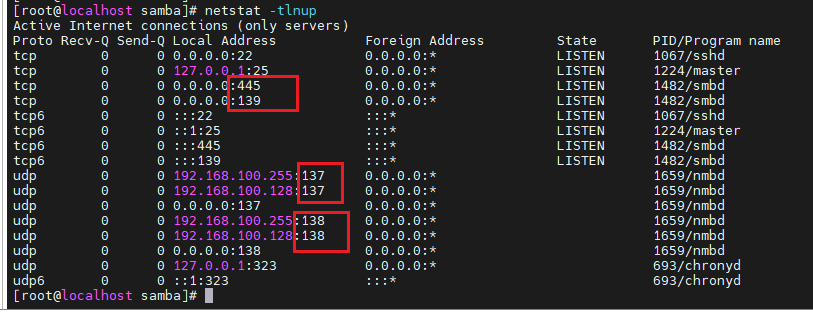 [root@localhost samba]# netstat -tlnup
Active Internet connections (only servers)
Proto Recv-Q Send-Q Local Address           Foreign Address         State       PID/Program name
tcp        0      0 0.0.0.0:22              0.0.0.0:*               LISTEN      1067/sshd
tcp        0      0 127.0.0.1:25            0.0.0.0:*               LISTEN      1224/master
tcp        0      0 0.0.0.0:445             0.0.0.0:*               LISTEN      1482/smbd
tcp        0      0 0.0.0.0:139             0.0.0.0:*               LISTEN      1482/smbd
tcp6       0      0 :::22                   :::*                    LISTEN      1067/sshd
tcp6       0      0 ::1:25                  :::*                    LISTEN      1224/master
tcp6       0      0 :::445                  :::*                    LISTEN      1482/smbd
tcp6       0      0 :::139                  :::*                    LISTEN      1482/smbd
udp        0      0 192.168.100.255:137     0.0.0.0:*                           1659/nmbd
udp        0      0 192.168.100.128:137     0.0.0.0:*                           1659/nmbd
udp        0      0 0.0.0.0:137             0.0.0.0:*                           1659/nmbd
udp        0      0 192.168.100.255:138     0.0.0.0:*                           1659/nmbd
udp        0      0 192.168.100.128:138     0.0.0.0:*                           1659/nmbd
udp        0      0 0.0.0.0:138             0.0.0.0:*                           1659/nmbd
udp        0      0 127.0.0.1:323           0.0.0.0:*                           693/chronyd
udp6       0      0 ::1:323                 :::*                                693/chronyd
[root@localhost samba]#